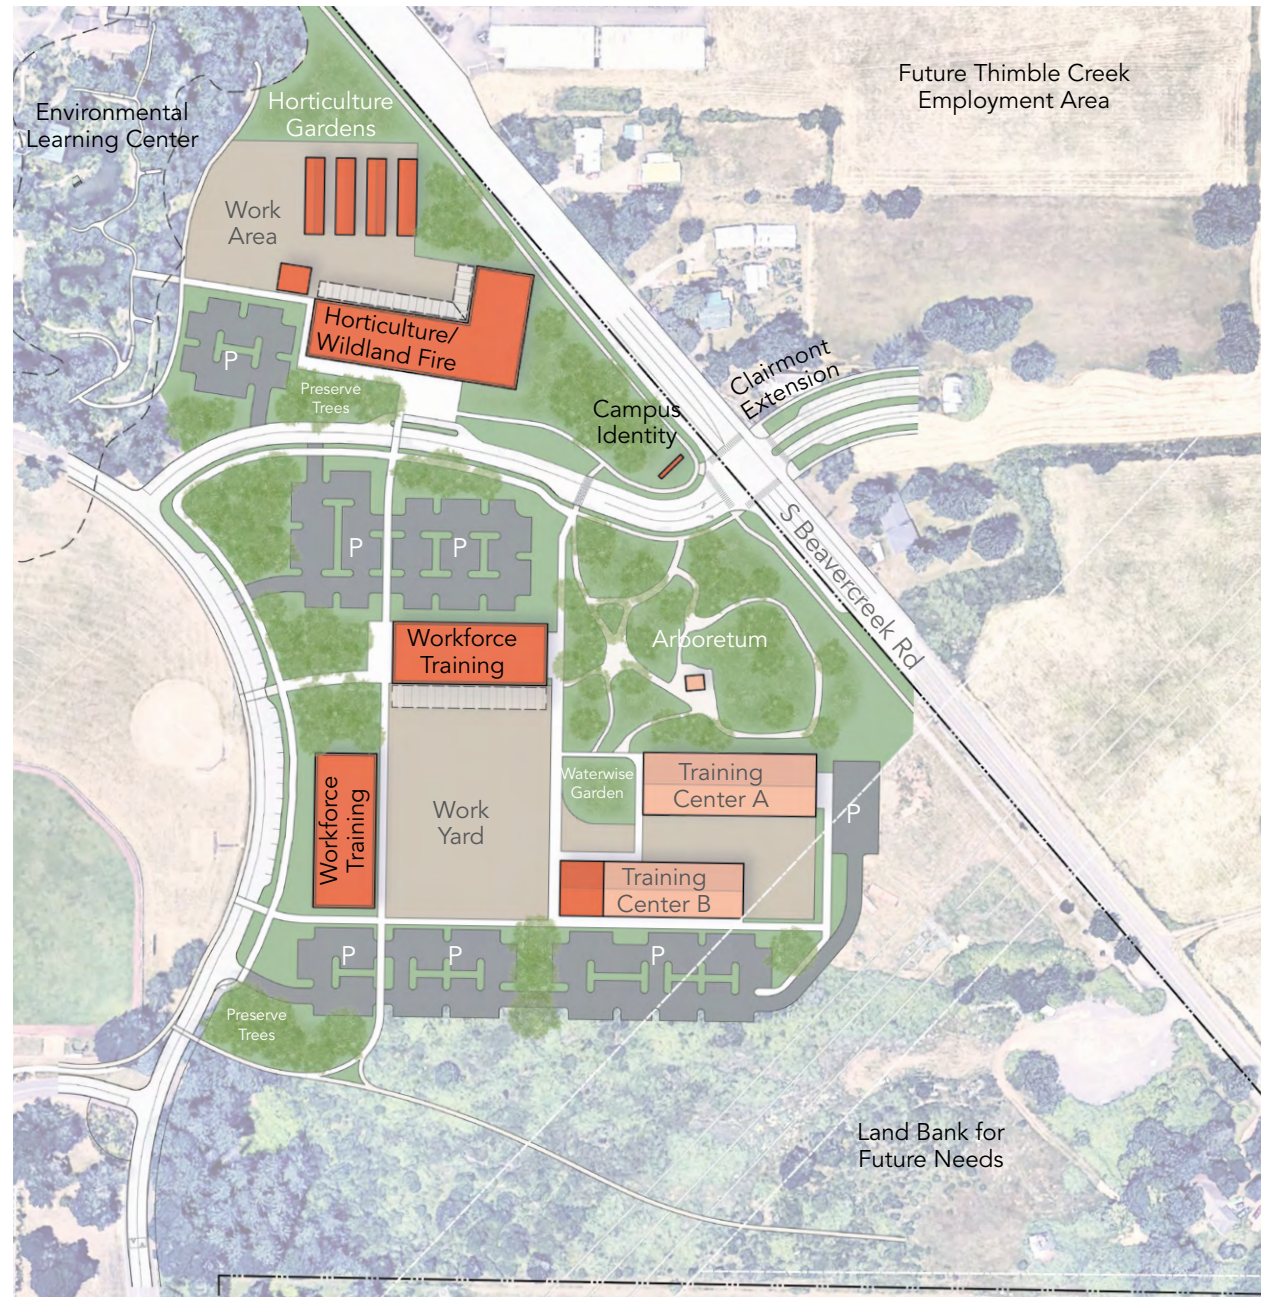 Future Thimble Creek
Employment Area
Environmental
Learning Center
Horticulture
Gardens
Work
Area
Horticulture/
Wildland Fire
P
Preserve
Trees
Clairmont
Extension
Campus
Identity
S Beavercreek Rd
P
P
Workforce
Training
Arboretum
Workforce
Training
Work
Yard
Waterwise
Garden
Training
Center A
P
Training
Center B
P
P
P
Preserve
Trees
Land Bank for
Future Needs